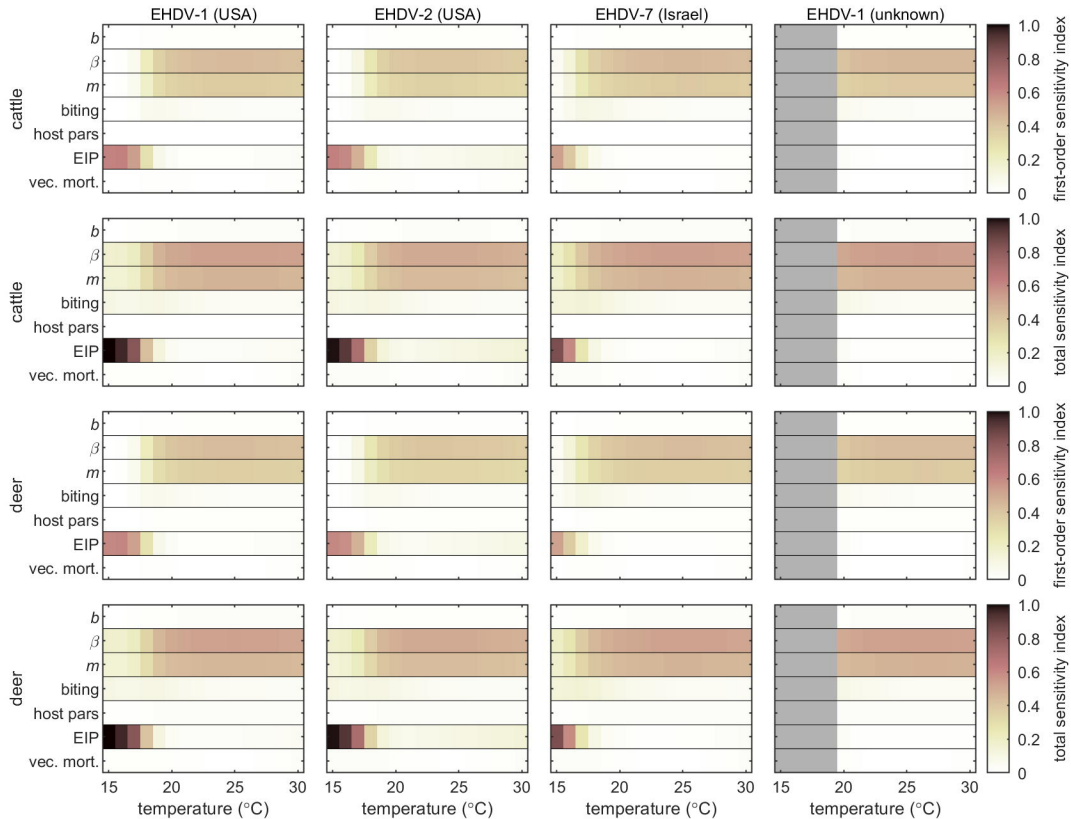 EHDV-1 (USA) EHDV-2 (USA) EHDV-7 (Israel) EHDV-1 (unknown)
cattle
b
β
m
biting
host pars
EIP
vec. mort.
1.0
0.8
0.6
0.4
0.2
0
first-order sensitivity index
cattle
b
β
m
biting
host pars
EIP
vec. mort.
1.0
0.8
0.6
0.4
0.2
0
total sensitivity index
deer
b
β
m
biting
host pars
EIP
vec. mort.
1.0
0.8
0.6
0.4
0.2
0
first-order sensitivity index
deer
b
β
m
biting
host pars
EIP
vec. mort.
1.0
0.8
0.6
0.4
0.2
0
total sensitivity index
15 20 25 30 15 20 25 30 15 20 25 30 15 20 25 30
temperature (°C) temperature (°C) temperature (°C) temperature (°C)